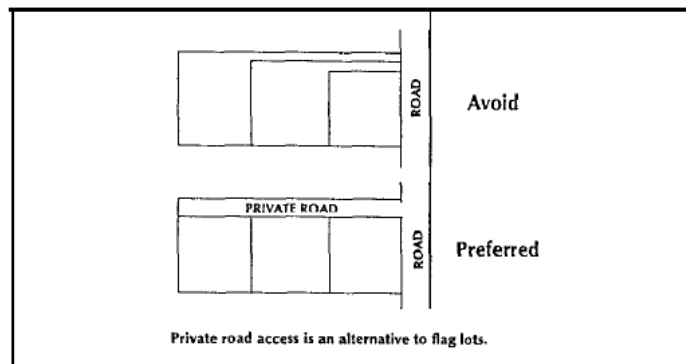 ROAD
Avoid
PRIVATE ROAD
ROAD
Preferred
Private road access is an alternative to flag lots.